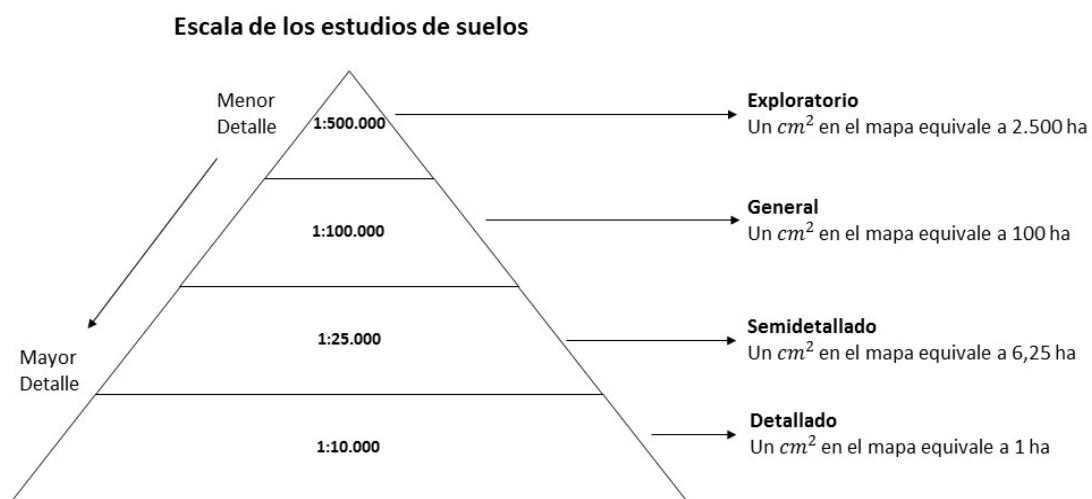 Escala de los estudios de suelos
Menor
Detalle
1:500.000
Exploratorio
Un cm² en el mapa equivale a 2.500 ha
1:100.000
General
Un cm² en el mapa equivale a 100 ha
1:25.000
Semidetallado
Un cm² en el mapa equivale a 6,25 ha
Mayor
Detalle
1:10.000
Detallado
Un cm² en el mapa equivale a 1 ha